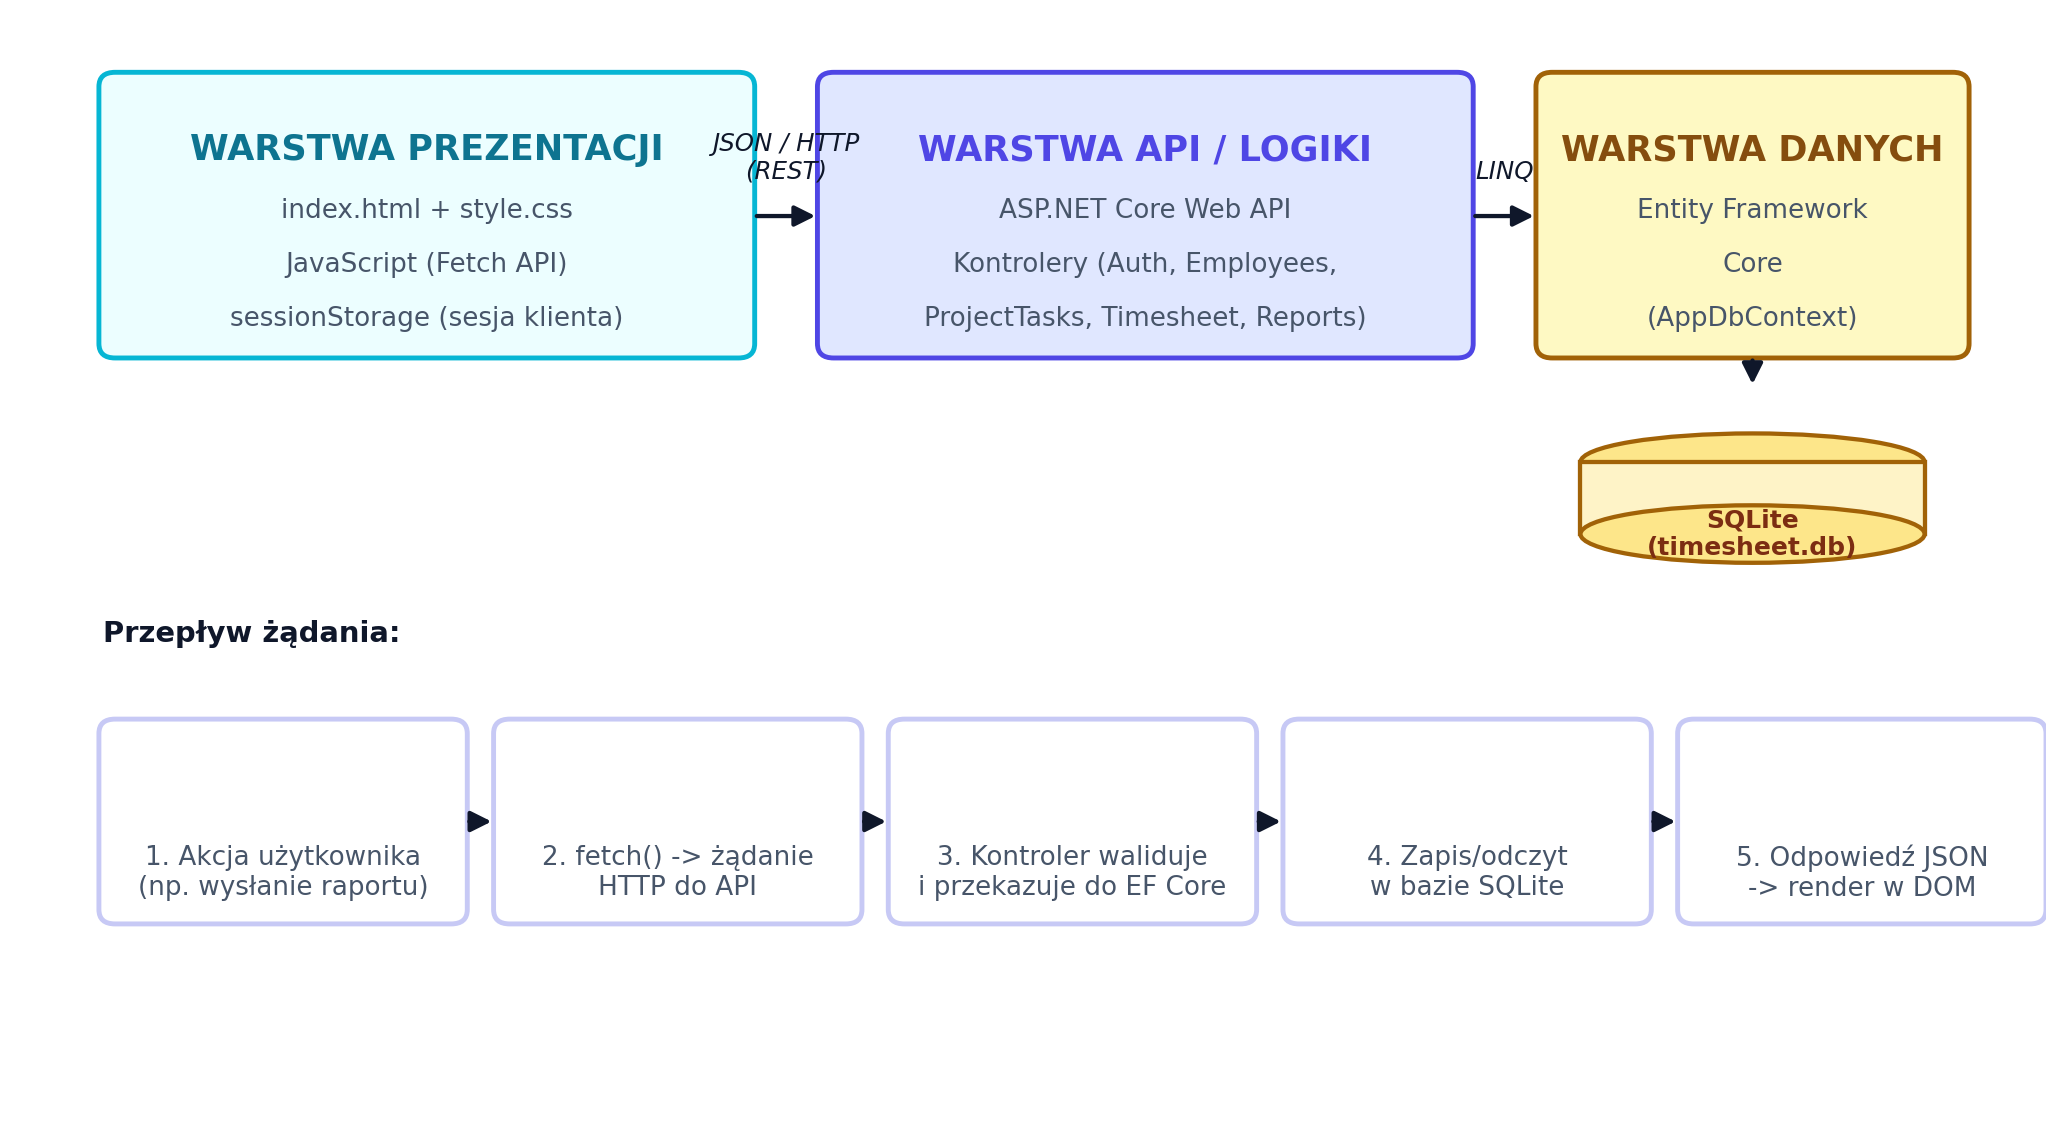 WARSTWA PREZENTACJI
index.html + style.css
JavaScript (Fetch API)
sessionStorage (sesja klienta)
JSON / HTTP
(REST)
WARSTWA API / LOGIKI
ASP.NET Core Web API
Kontrolery (Auth, Employees,
ProjectTasks, Timesheet, Reports)
LINQ
WARSTWA DANYCH
Entity Framework
Core
(AppDbContext)
SQLite
(timesheet.db)
Przepływ żądania:
1. Akcja użytkownika
(np. wysłanie raportu)
2. fetch() -> żądanie
HTTP do API
3. Kontroler waliduje
i przekazuje do EF Core
4. Zapis/odczyt
w bazie SQLite
5. Odpowiedź JSON
-> render w DOM